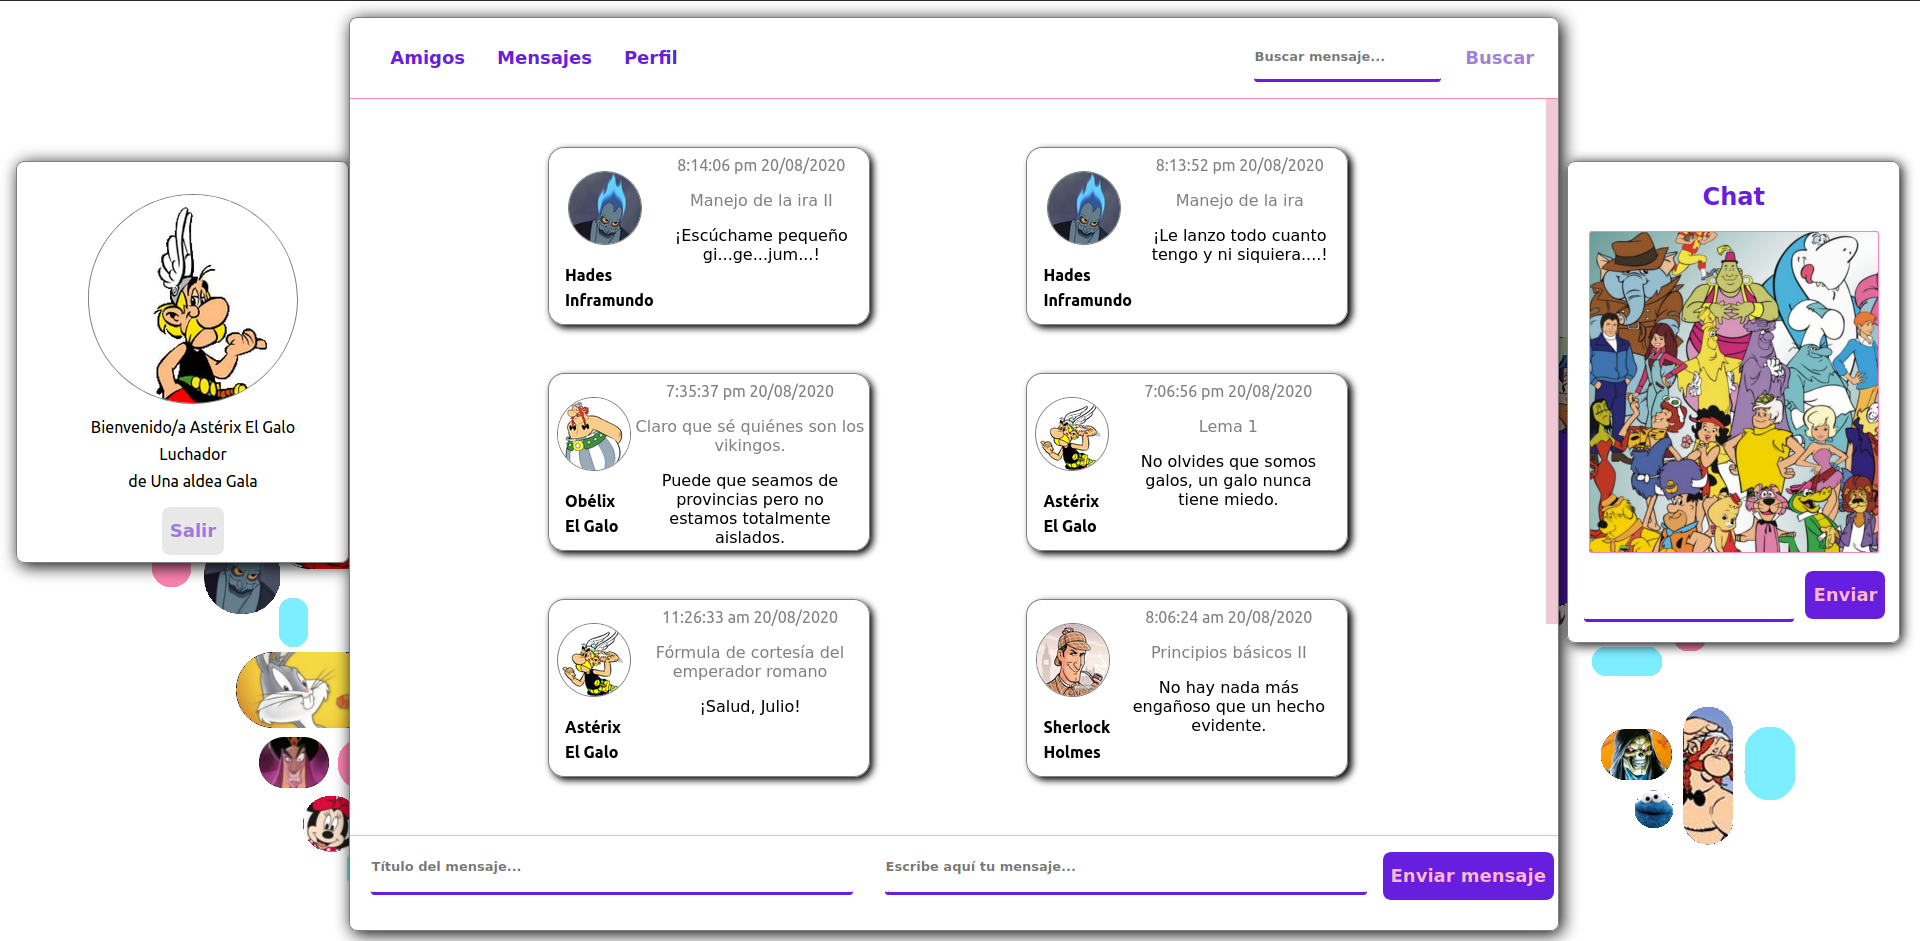 Amigos Mensajes Perfil Buscar mensaje... Buscar
Bienvenido/a Astérix El Galo
Luchador
de Una aldea Gala
Salir
8:14:06 pm 20/08/2020
Manejo de la ira II
¡Escúchame pequeño
gi...ge...jum...!
Hades
Inframundo
8:13:52 pm 20/08/2020
Manejo de la ira
¡Le lanzo todo cuanto
tengo y ni siquiera....!
Hades
Inframundo
7:35:37 pm 20/08/2020
Claro que sé quiénes son los
vikingos.
Puede que seamos de
provincias pero no
estamos totalmente
aislados.
Obélix
El Galo
7:06:56 pm 20/08/2020
Lema 1
No olvides que somos
galos, un galo nunca
tiene miedo.
Astérix
El Galo
11:26:33 am 20/08/2020
Fórmula de cortesía del
emperador romano
¡Salud, Julio!
Astérix
El Galo
8:06:24 am 20/08/2020
Principios básicos II
No hay nada más
engañoso que un hecho
evidente.
Sherlock
Holmes
Título del mensaje... Escribe aquí tu mensaje... Enviar mensaje
Chat
Enviar